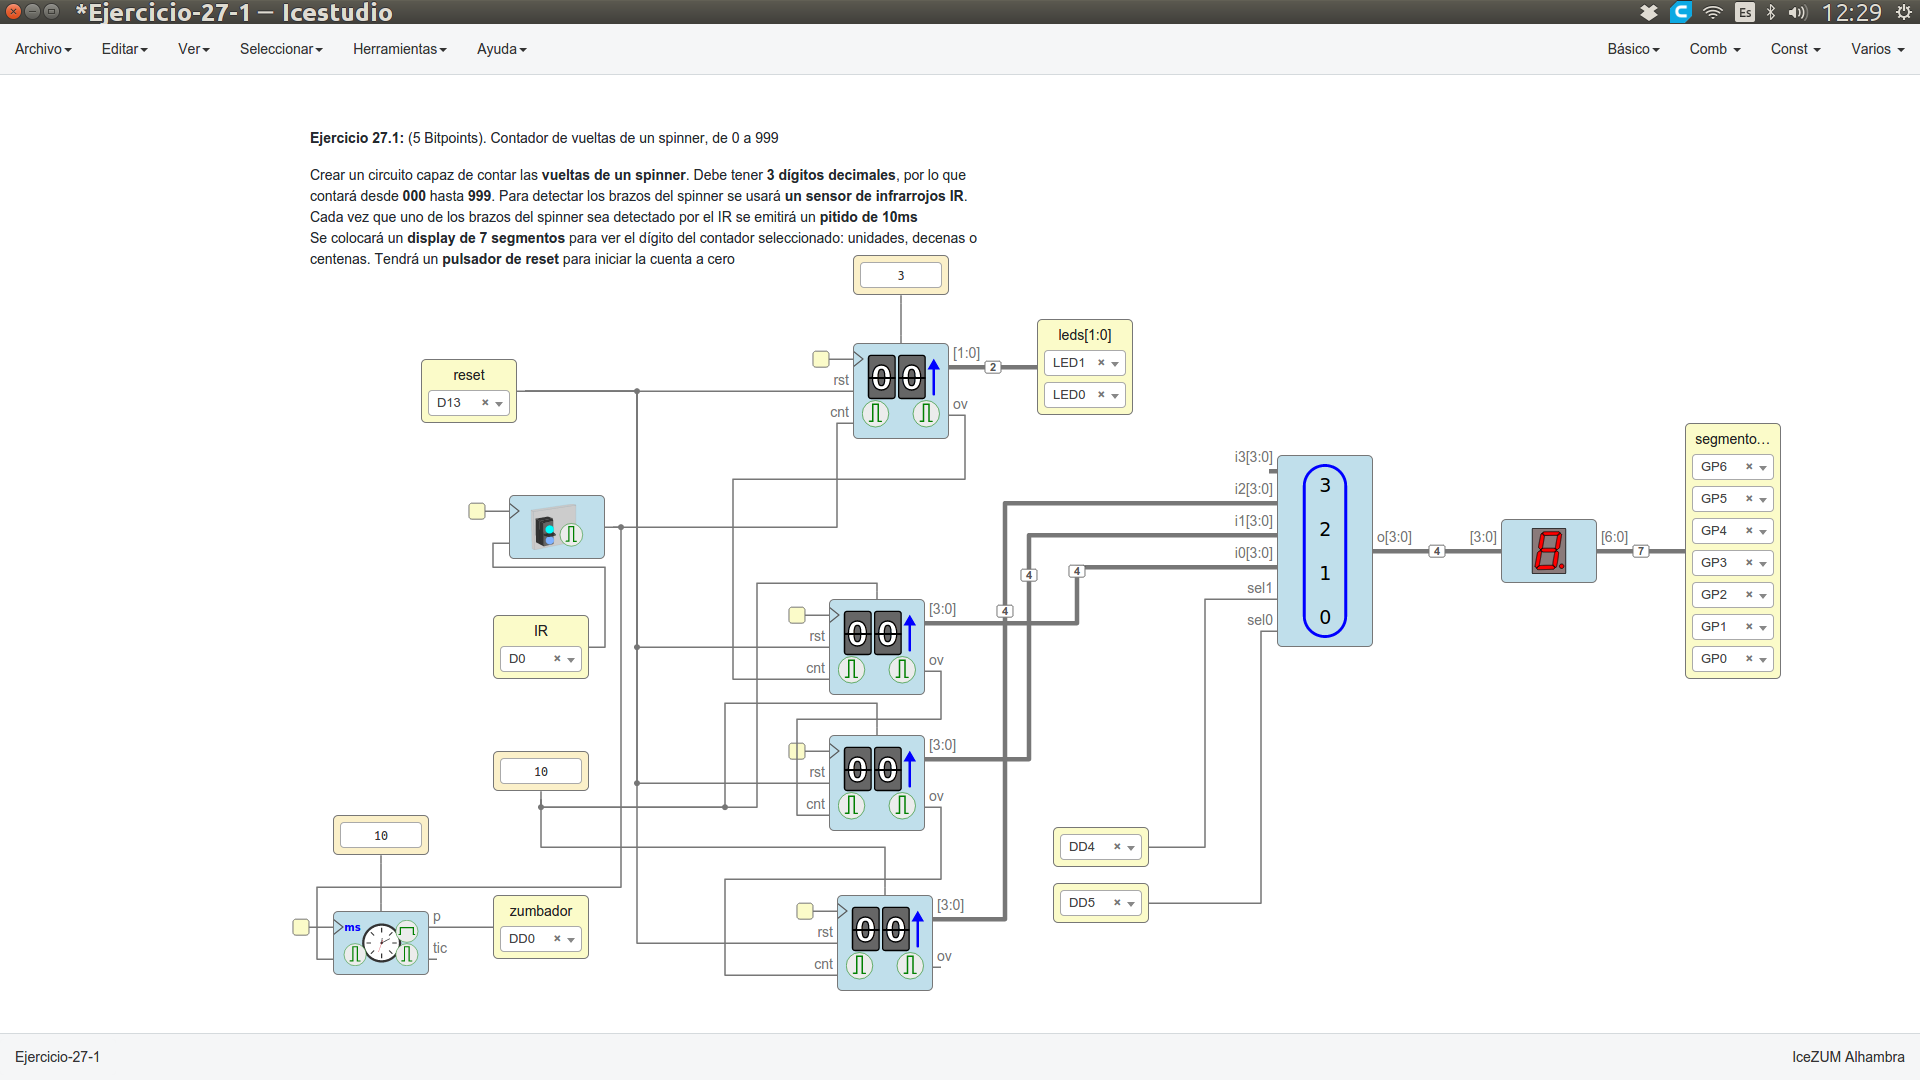 *Ejercicio-27-1 — Icestudio
Es
12:29
Archivo
Editar
Ver
Seleccionar
Herramientas
Ayuda
Básico
Comb
Const
Varios
Ejercicio 27.1: (5 Bitpoints). Contador de vueltas de un spinner, de 0 a 999
Crear un circuito capaz de contar las vueltas de un spinner. Debe tener 3 dígitos decimales, por lo que
contará desde 000 hasta 999. Para detectar los brazos del spinner se usará un sensor de infrarrojos IR.
Cada vez que uno de los brazos del spinner sea detectado por el IR se emitirá un pitido de 10ms
Se colocará un display de 7 segmentos para ver el dígito del contador seleccionado: unidades, decenas o
centenas. Tendrá un pulsador de reset para iniciar la cuenta a cero
3
reset
D13
rst
cnt
00
[1:0]
ov
2
leds[1:0]
LED1
LED0
IR
D0
rst
cnt
00
[3:0]
ov
4
10
rst
cnt
00
[3:0]
ov
4
10
ms
p
tic
zumbador
DD0
rst
cnt
00
[3:0]
ov
4
i3[3:0]
i2[3:0]
i1[3:0]
i0[3:0]
sel1
sel0
3
2
1
0
o[3:0]
4
[3:0]
8.
[6:0]
7
DD4
DD5
segmento...
GP6
GP5
GP4
GP3
GP2
GP1
GP0
Ejercicio-27-1
IceZUM Alhambra